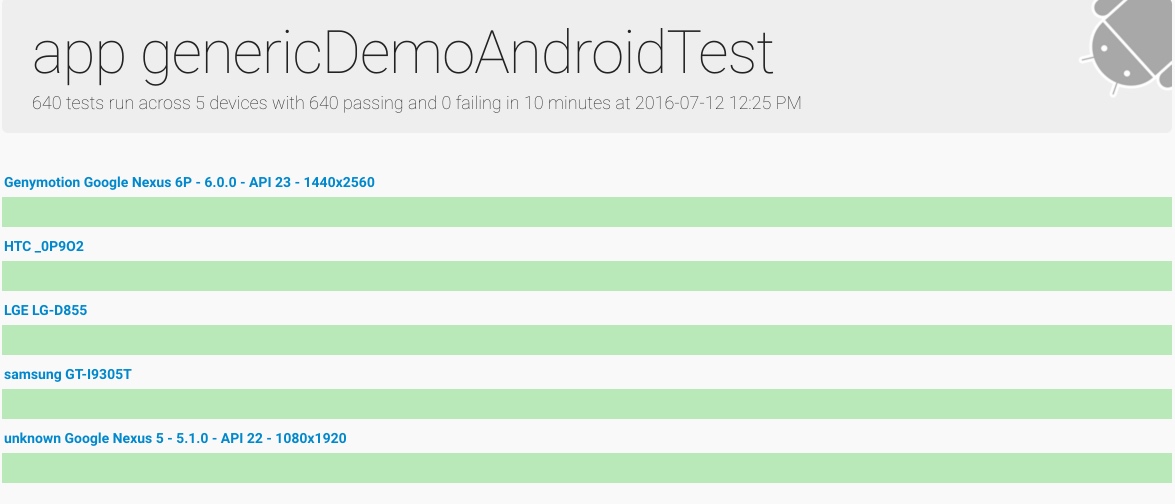 app genericDemoAndroidTest
640 tests run across 5 devices with 640 passing and 0 failing in 10 minutes at 2016-07-12 12:25 PM
Genymotion Google Nexus 6P - 6.0.0 - API 23 - 1440x2560
HTC _0P9O2
LGE LG-D855
samsung GT-I9305T
unknown Google Nexus 5 - 5.1.0 - API 22 - 1080x1920